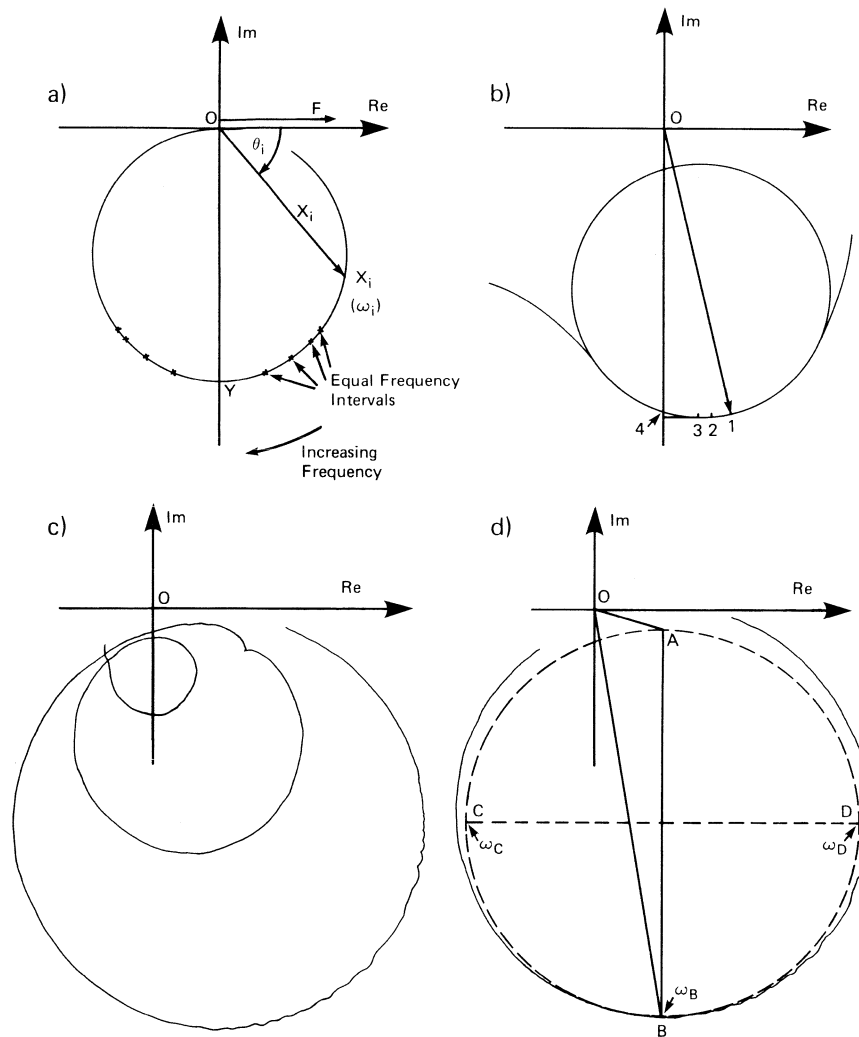 a)
Im
O
F
Re
θi
Xi
Xi
(ωi)
Y
Equal Frequency
Intervals
Increasing
Frequency
b)
Im
O
Re
4
3
2
1
c)
Im
O
Re
d)
Im
O
Re
A
C
D
ωC
ωD
ωB
B